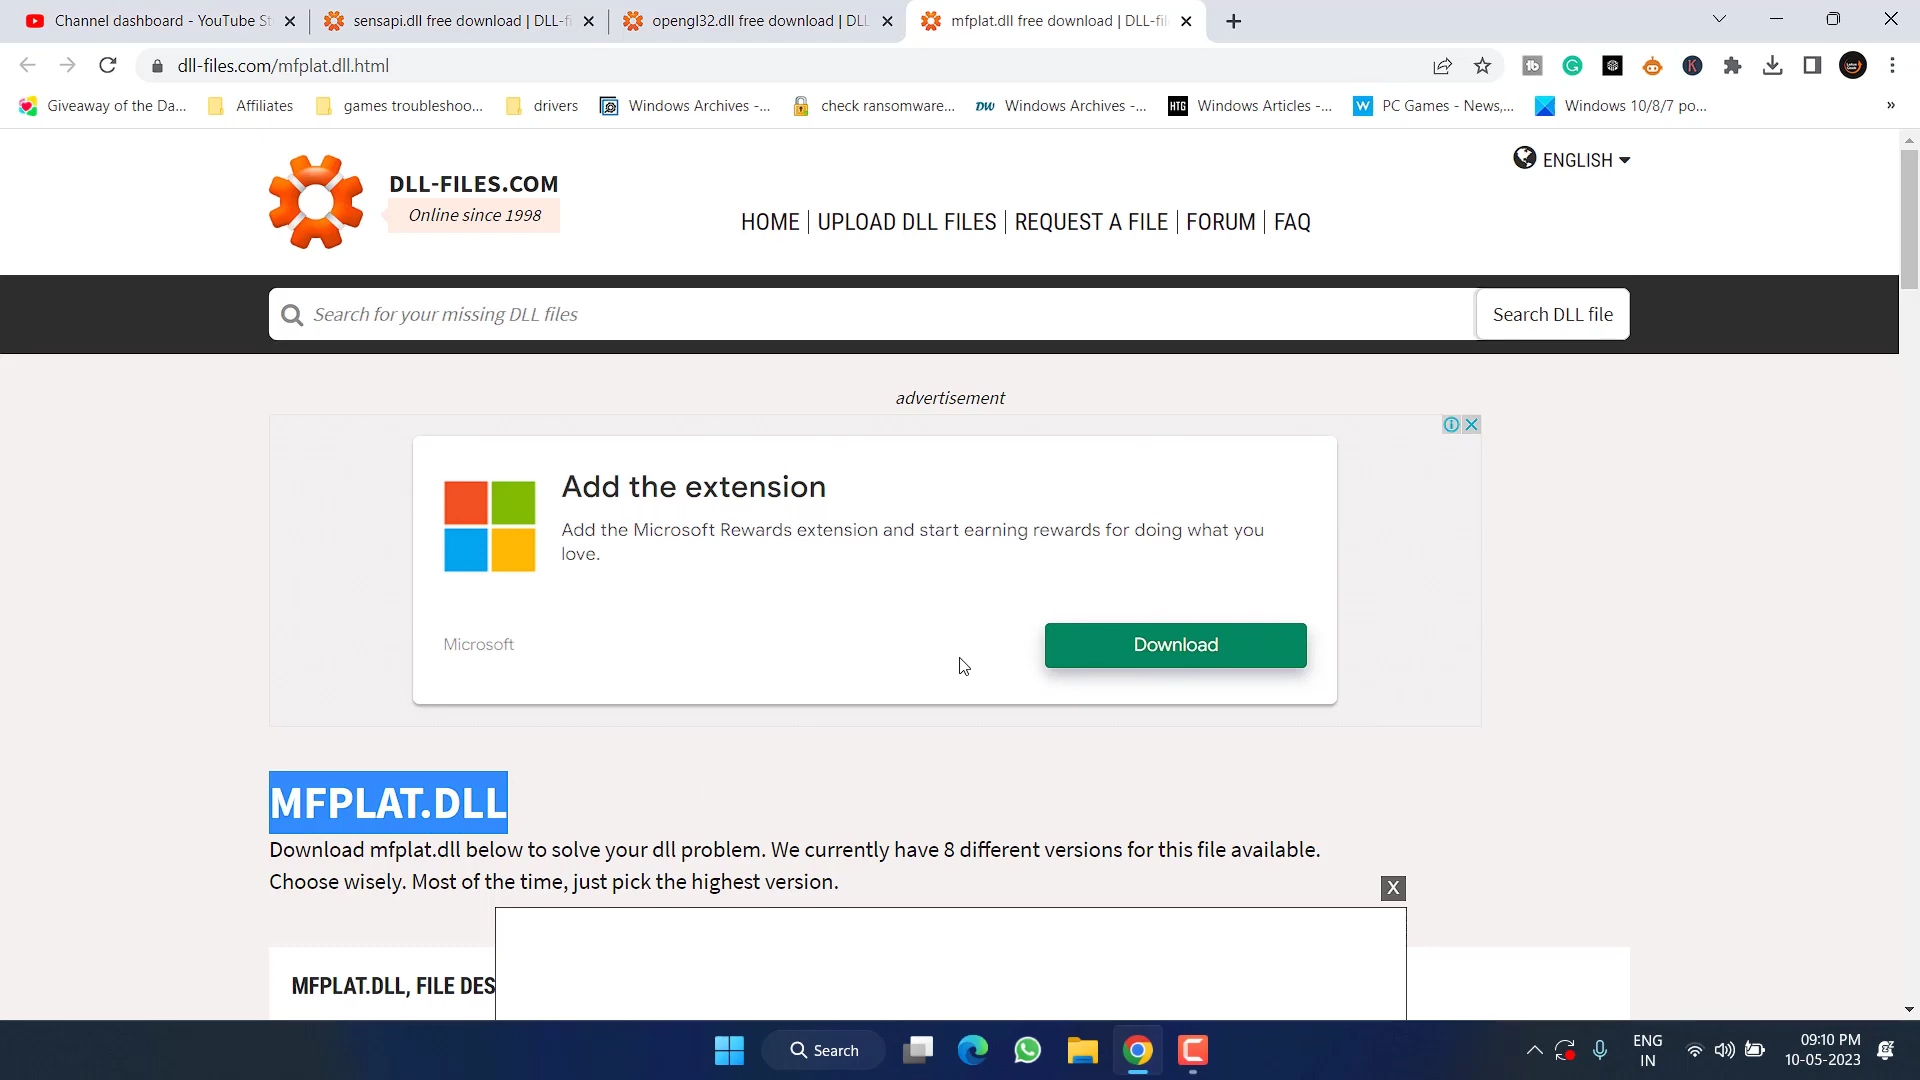 Channel dashboard - YouTube St
sensapi.dll free download | DLL-fi
opengl32.dll free download | DLL
mfplat.dll free download | DLL-file
dll-files.com/mfplat.dll.html
Giveaway of the Da...
Affiliates
games troubleshoo...
drivers
Windows Archives -...
check ransomware...
DW
Windows Archives -...
HTG
Windows Articles -...
W
PC Games - News,...
Windows 10/8/7 po...
»
DLL-FILES.COM
Online since 1998
ENGLISH
HOME | UPLOAD DLL FILES | REQUEST A FILE | FORUM | FAQ
Search for your missing DLL files
Search DLL file
advertisement
Add the extension
Add the Microsoft Rewards extension and start earning rewards for doing what you
love.
Microsoft
Download
MFPLAT.DLL
Download mfplat.dll below to solve your dll problem. We currently have 8 different versions for this file available.
Choose wisely. Most of the time, just pick the highest version.
X
MFPLAT.DLL, FILE DES
Search
ENG
IN
09:10 PM
10-05-2023